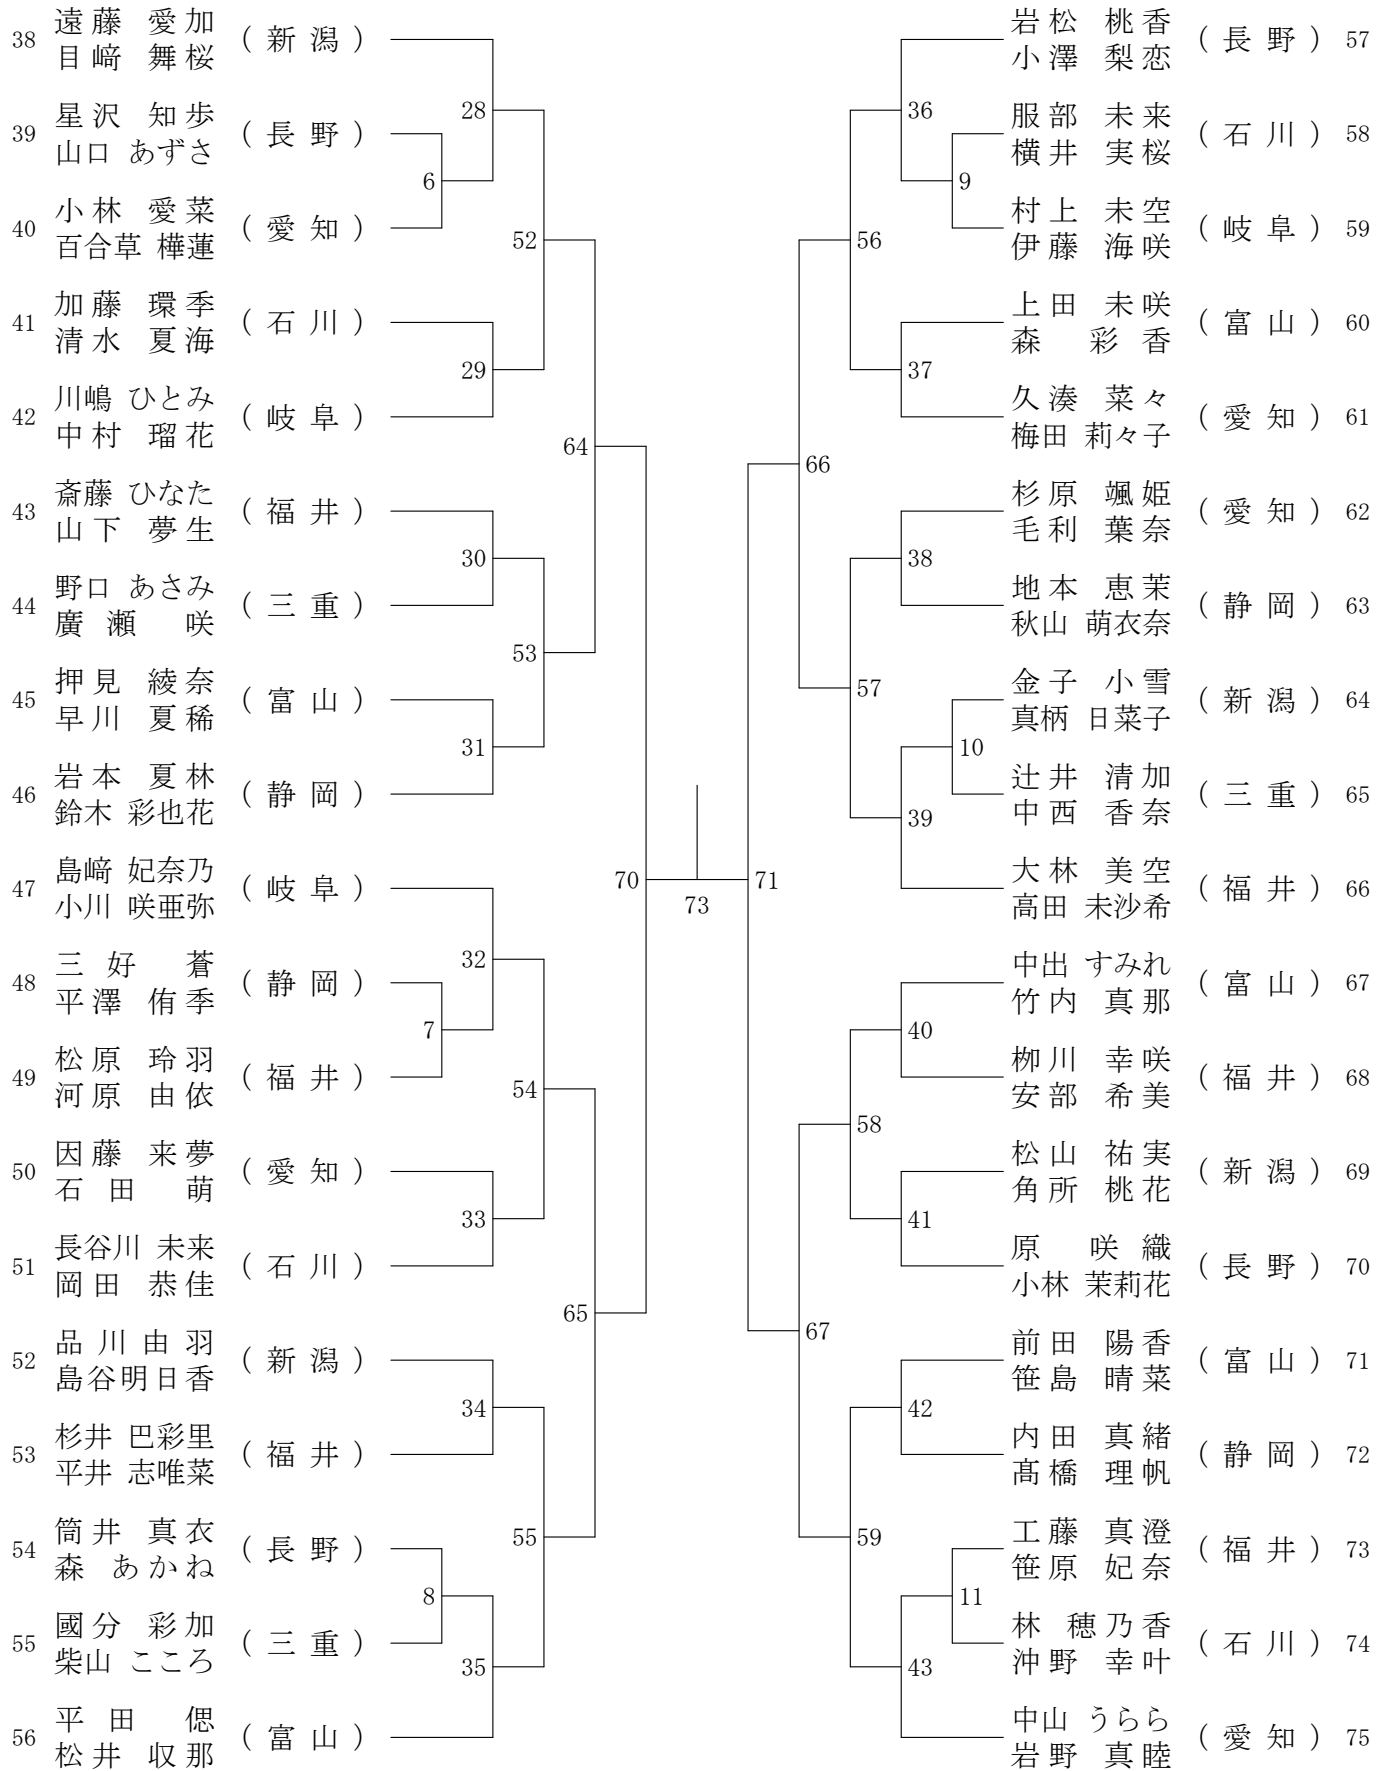 38 遠藤 愛加 (新潟)
目﨑 舞桜
39 星沢 知歩 (長野)
山口 あずさ
40 小林 愛菜 (愛知)
百合草 樺蓮
41 加藤 環季 (石川)
清水 夏海
42 川嶋 ひとみ (岐阜)
中村 瑠花
43 斎藤 ひなた (福井)
山下 夢生
44 野口 あさみ (三重)
廣瀬 咲
45 押見 綾奈 (富山)
早川 夏稀
46 岩本 夏林 (静岡)
鈴木 彩也花
47 島﨑 妃奈乃 (岐阜)
小川 咲亜弥
48 三好 蒼 (静岡)
平澤 侑季
49 松原 玲羽 (福井)
河原 由依
50 因藤 来夢 (愛知)
石田 萌
51 長谷川 未来 (石川)
岡田 恭佳
52 品川由羽 (新潟)
島谷明日香
53 杉井 巴彩里 (福井)
平井 志唯菜
54 筒井 真衣 (長野)
森 あかね
55 國分 彩加 (三重)
柴山 こころ
56 平田 偲 (富山)
松井 収那
28
6
52
29
64
30
53
31
70
32
7
54
33
65
34
55
8
35
73
71
36
9
56
37
66
38
57
10
39
40
58
41
67
42
59
11
43
岩松 桃香 (長野) 57
小澤 梨恋
服部 未来 (石川) 58
横井 実桜
村上 未空 (岐阜) 59
伊藤 海咲
上田 未咲 (富山) 60
森 彩香
久湊 菜々 (愛知) 61
梅田 莉々子
杉原 颯姫 (愛知) 62
毛利 葉奈
地本 恵茉 (静岡) 63
秋山 萌衣奈
金子 小雪 (新潟) 64
真柄 日菜子
辻井 清加 (三重) 65
中西 香奈
大林 美空 (福井) 66
高田 未沙希
中出 すみれ (富山) 67
竹内 真那
栁川 幸咲 (福井) 68
安部 希美
松山 祐実 (新潟) 69
角所 桃花
原 咲織 (長野) 70
小林 茉莉花
前田 陽香 (富山) 71
笹島 晴菜
内田 真緒 (静岡) 72
髙橋 理帆
工藤 真澄 (福井) 73
笹原 妃奈
林 穂乃香 (石川) 74
沖野 幸叶
中山 うらら (愛知) 75
岩野 真睦